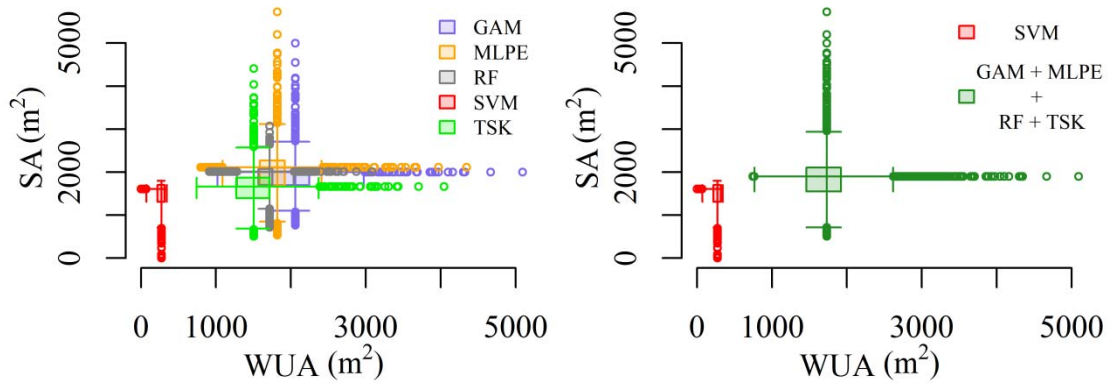 GAM
MLPE
RF
SVM
TSK
SA (m²)
0 2000 5000
0 1000 3000 5000
WUA (m²)
SVM
GAM + MLPE
+
RF + TSK
SA (m²)
0 2000 5000
0 1000 3000 5000
WUA (m²)